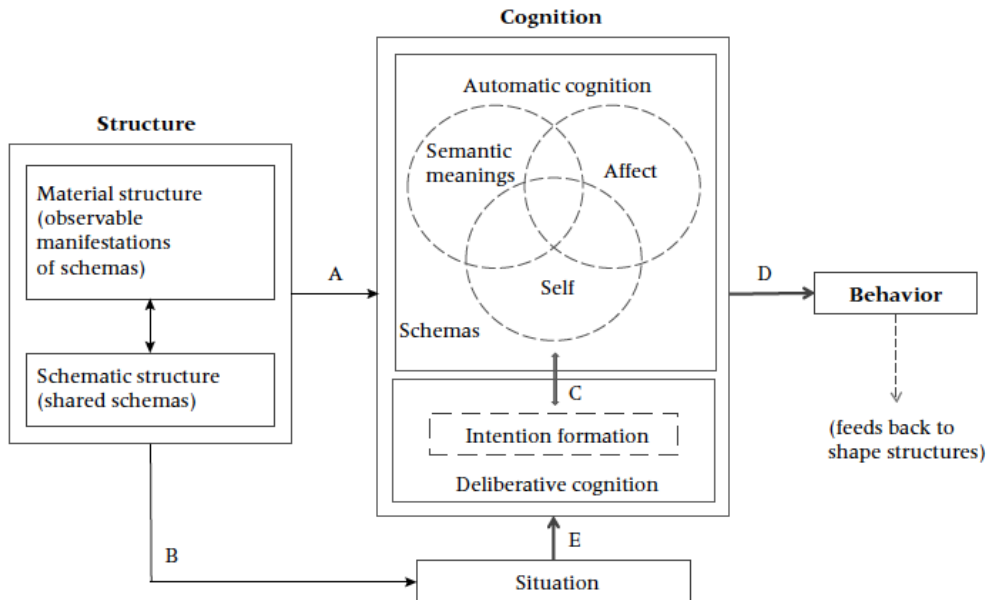 Cognition
Structure
Material structure
(observable
manifestations
of schemas)
Schematic structure
(shared schemas)
A
B
Automatic cognition
Semantic
meanings
Affect
Self
Schemas
C
Intention formation
Deliberative cognition
E
Situation
D
Behavior
(feeds back to
shape structures)